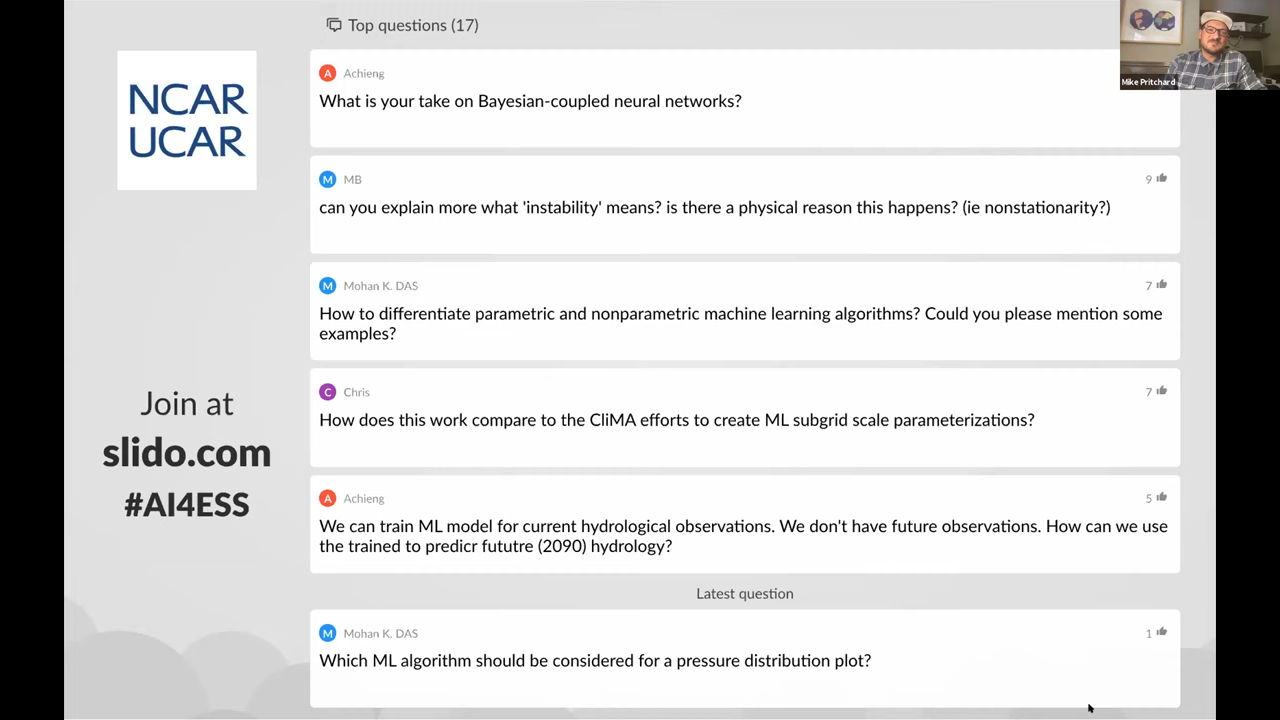 Top questions (17)
Mike Pritchard
NCAR
UCAR
A Achieng
What is your take on Bayesian-coupled neural networks?
M MB 9
can you explain more what 'instability' means? is there a physical reason this happens? (ie nonstationarity?)
M Mohan K. DAS 7
How to differentiate parametric and nonparametric machine learning algorithms? Could you please mention some
examples?
C Chris 7
How does this work compare to the CliMA efforts to create ML subgrid scale parameterizations?
Join at
slido.com
#AI4ESS
A Achieng 5
We can train ML model for current hydrological observations. We don't have future observations. How can we use
the trained to predicr fututre (2090) hydrology?
Latest question
M Mohan K. DAS 1
Which ML algorithm should be considered for a pressure distribution plot?